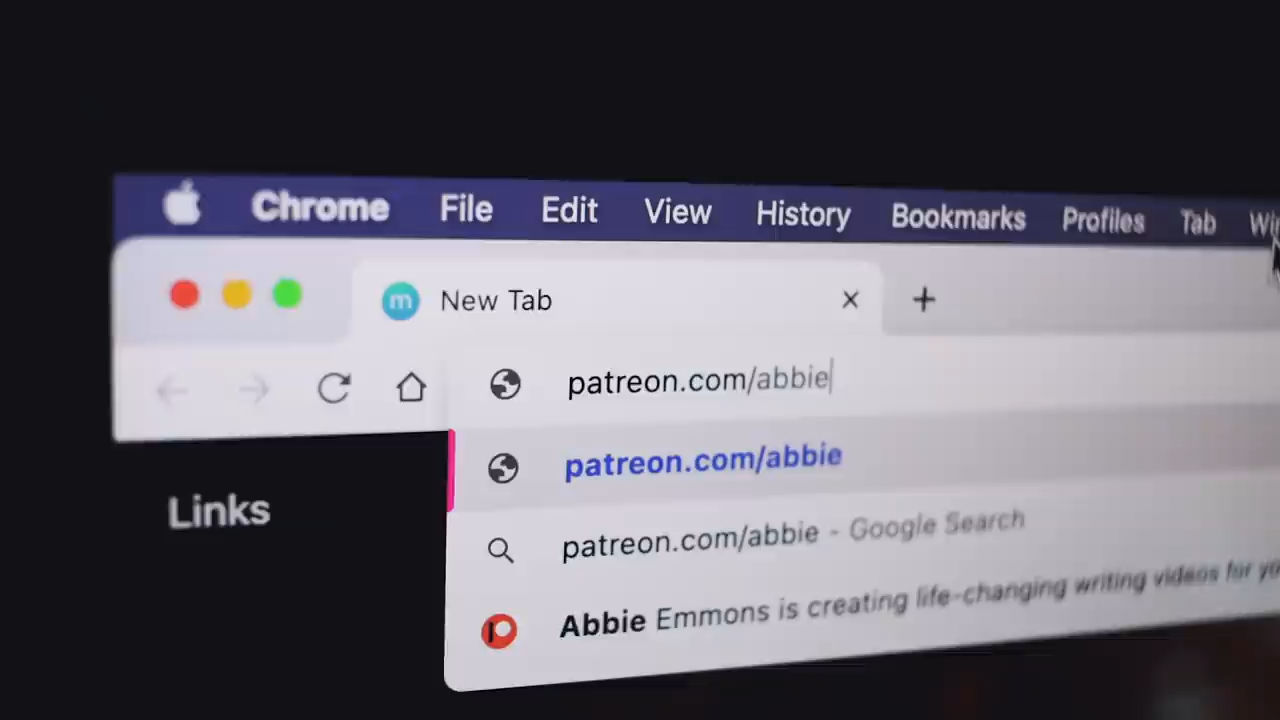 Chrome File Edit View History Bookmarks Profiles Tab
m New Tab
patreon.com/abbie
patreon.com/abbie
Links
patreon.com/abbie - Google Search
Abbie Emmons is creating life-changing writing videos for